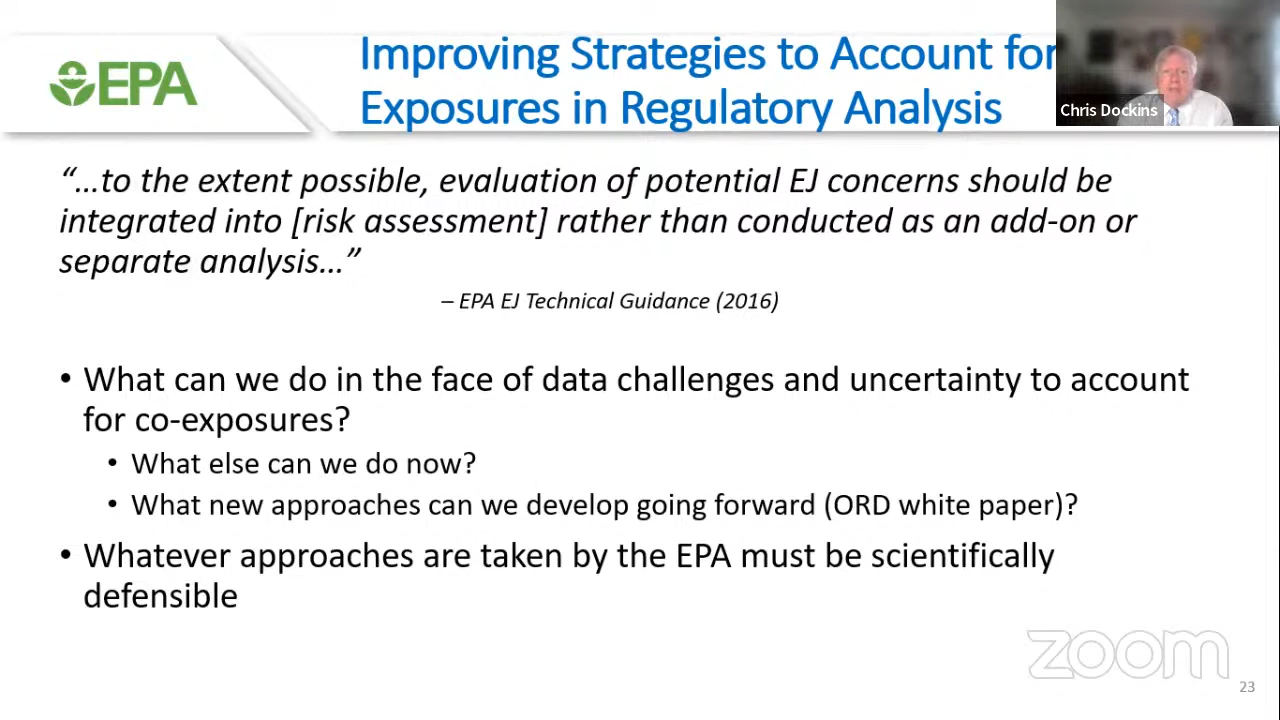 EPA
Improving Strategies to Account for
Exposures in Regulatory Analysis
Chris Dockins
“…to the extent possible, evaluation of potential EJ concerns should be
integrated into [risk assessment] rather than conducted as an add-on or
separate analysis…”
– EPA EJ Technical Guidance (2016)
• What can we do in the face of data challenges and uncertainty to account
for co-exposures?
• What else can we do now?
• What new approaches can we develop going forward (ORD white paper)?
• Whatever approaches are taken by the EPA must be scientifically
defensible
zoom
23